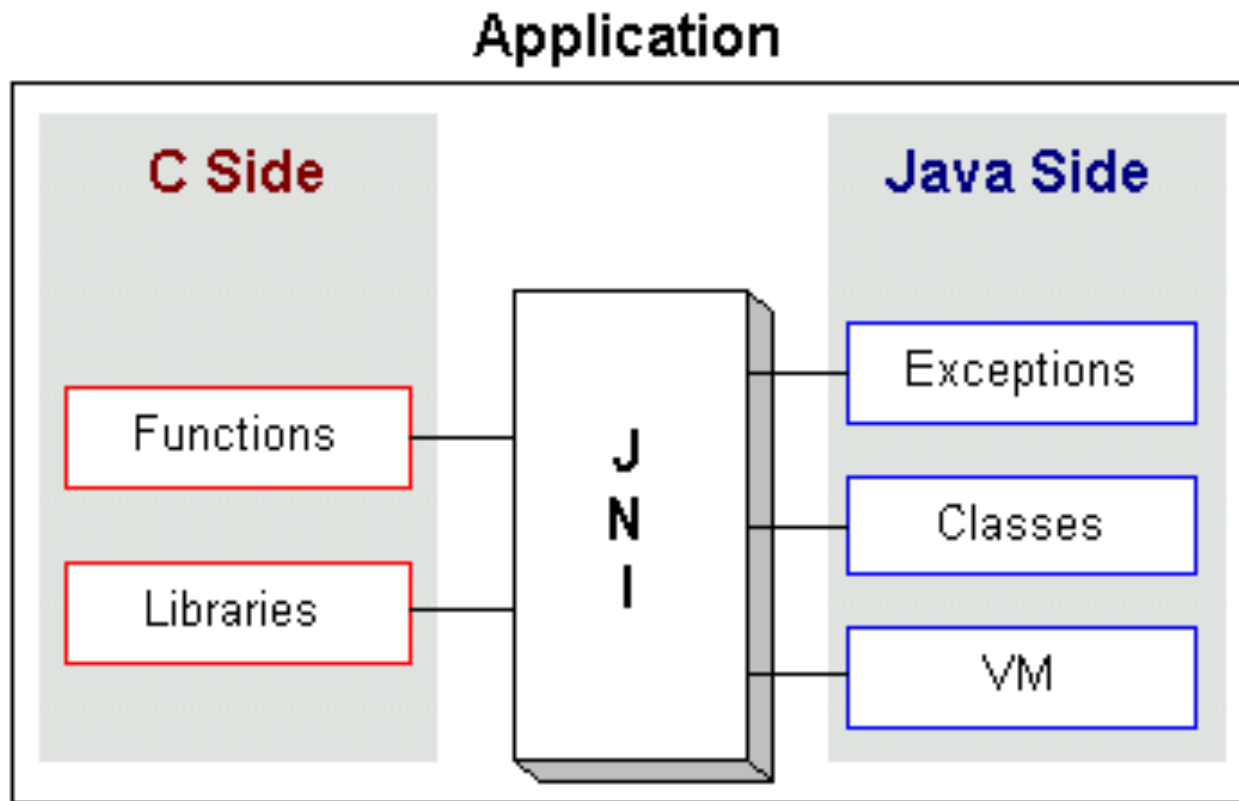 Application
C Side
Java Side
Functions
Libraries
J
N
I
Exceptions
Classes
VM